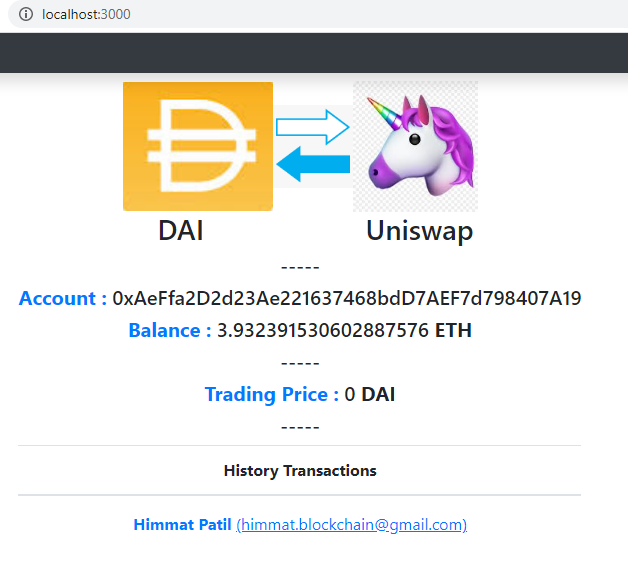 localhost:3000
DAI Uniswap
-----
Account : 0xAeFfa2D2d23Ae221637468bdD7AEF7d798407A19
Balance : 3.932391530602887576 ETH
-----
Trading Price : 0 DAI
-----
History Transactions
Himmat Patil (himmat.blockchain@gmail.com)